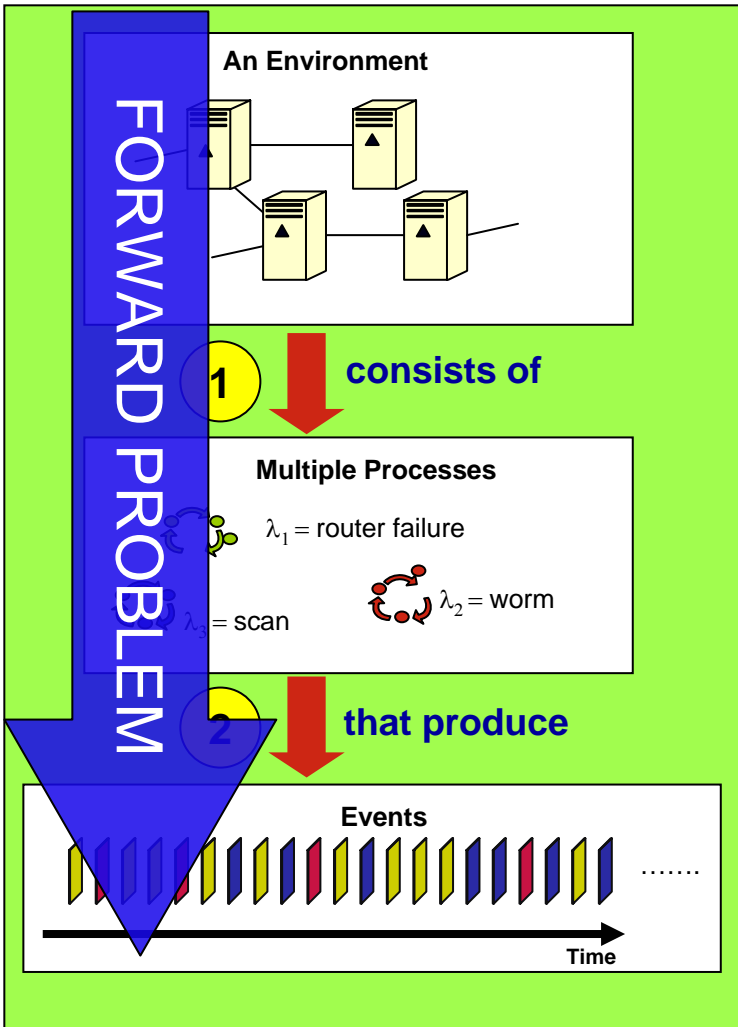 An Environment
FORWARD PROBLEM
1
consists of
Multiple Processes
λ₁ = router failure
λ₂ = worm
λ₃ = scan
2
that produce
Events
.......
Time